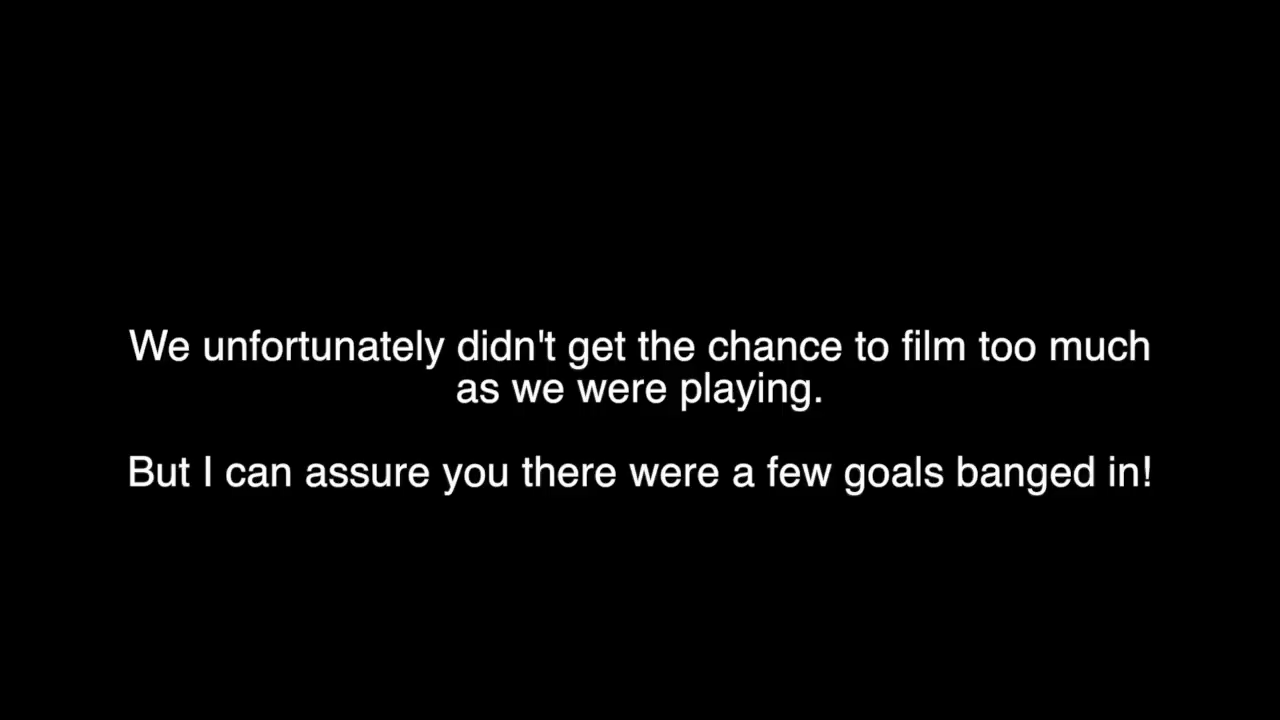 We unfortunately didn't get the chance to film too much
as we were playing.
But I can assure you there were a few goals banged in!